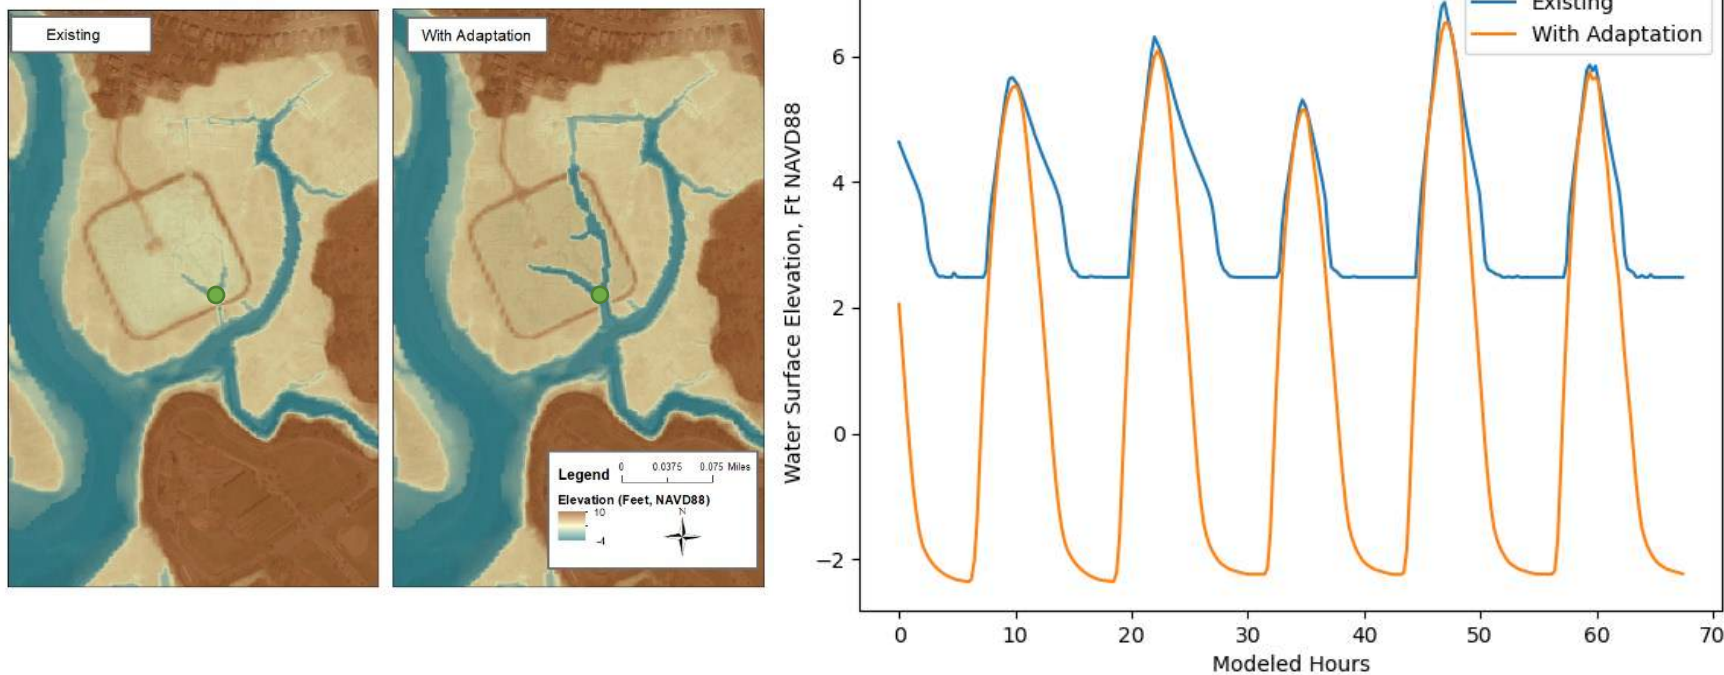 Existing
With Adaptation
Legend
0 0.0375 0.075 Miles
Elevation (Feet, NAVD88)
10
-4
N
Existing
With Adaptation
Water Surface Elevation, Ft NAVD88
6
4
2
0
−2
0 10 20 30 40 50 60 70
Modeled Hours